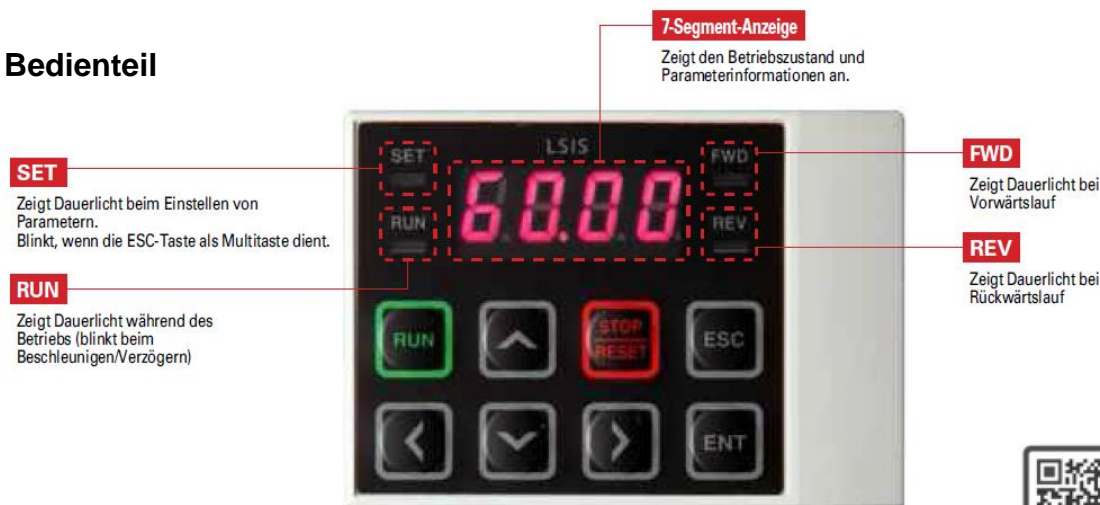 7-Segment-Anzeige
Zeigt den Betriebszustand und
Parameterinformationen an.
Bedienteil
SET
Zeigt Dauerlicht beim Einstellen von
Parametern.
Blinkt, wenn die ESC-Taste als Multitaste dient.
RUN
Zeigt Dauerlicht während des
Betriebs (blinkt beim
Beschleunigen/Verzögern)
LSIS
SET
FWD
60.00
RUN
REV
RUN
STOP
RESET
ESC
ENT
FWD
Zeigt Dauerlicht bei
Vorwärtslauf
REV
Zeigt Dauerlicht bei
Rückwärtslauf